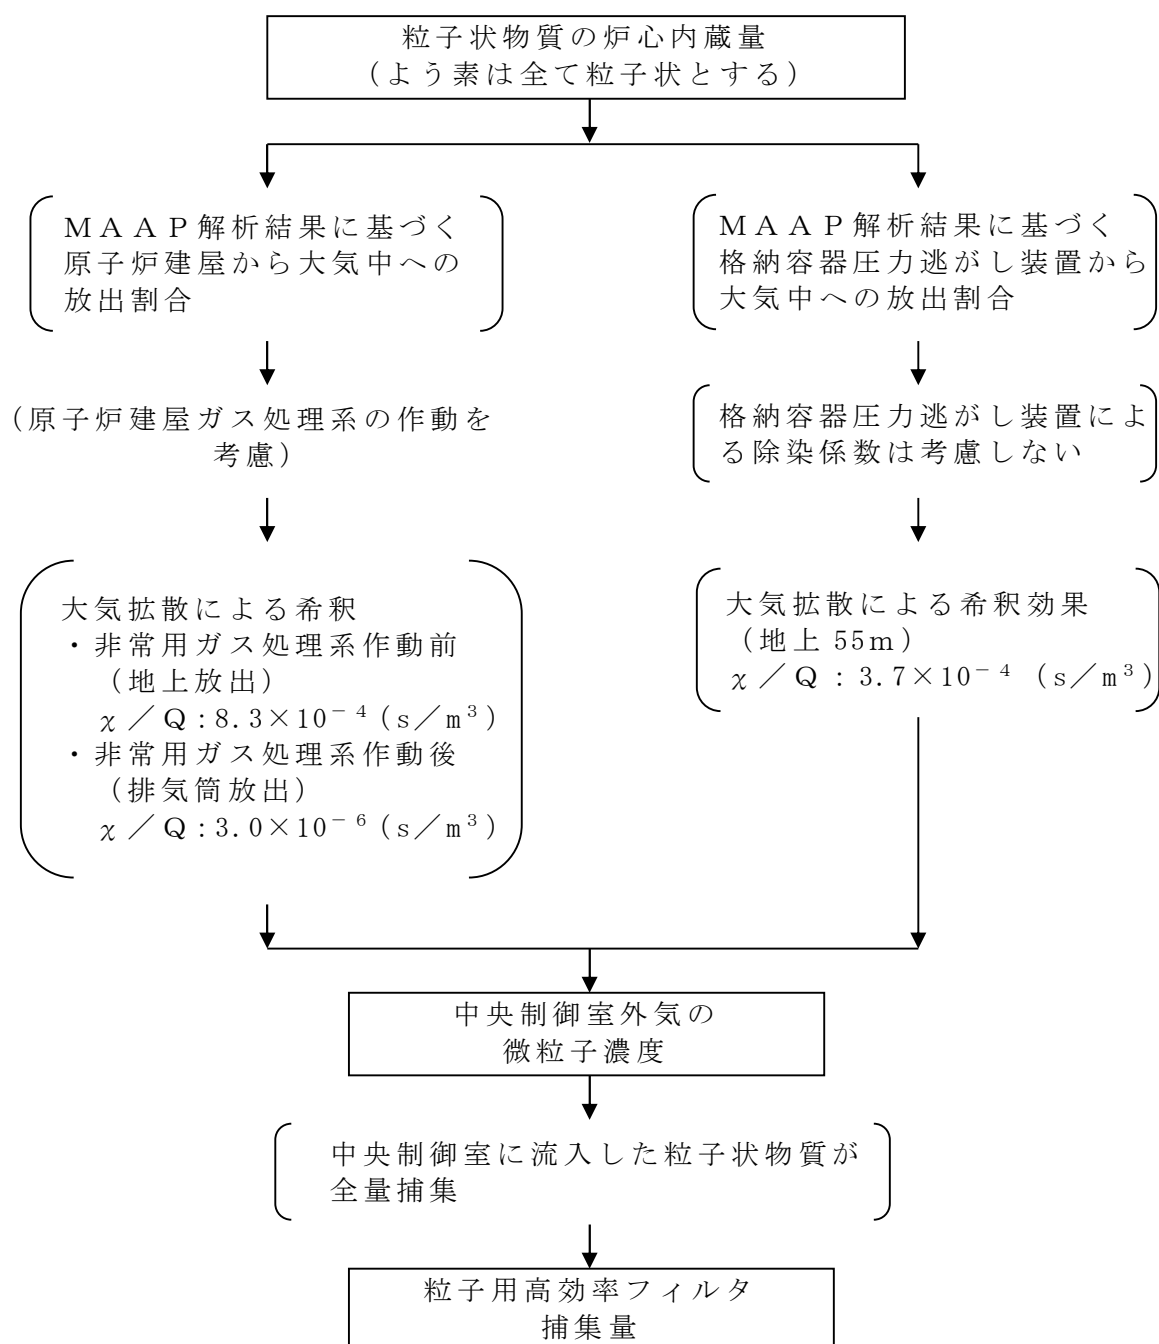 粒子状物質の炉心内蔵量
（よう素は全て粒子状とする）
ＭＡＡＰ解析結果に基づく
原子炉建屋から大気中への
放出割合
ＭＡＡＰ解析結果に基づく
格納容器圧力逃がし装置から
大気中への放出割合
（原子炉建屋ガス処理系の作動を
考慮）
格納容器圧力逃がし装置によ
る除染係数は考慮しない
大気拡散による希釈
・非常用ガス処理系作動前
（地上放出）
χ／Ｑ:8.3×10⁻⁴(s／m³)
・非常用ガス処理系作動後
（排気筒放出）
χ／Ｑ:3.0×10⁻⁶(s／m³)
大気拡散による希釈効果
（地上 55m）
χ／Ｑ：3.7×10⁻⁴（s／m³）
中央制御室外気の
微粒子濃度
中央制御室に流入した粒子状物質が
全量捕集
粒子用高効率フィルタ
捕集量